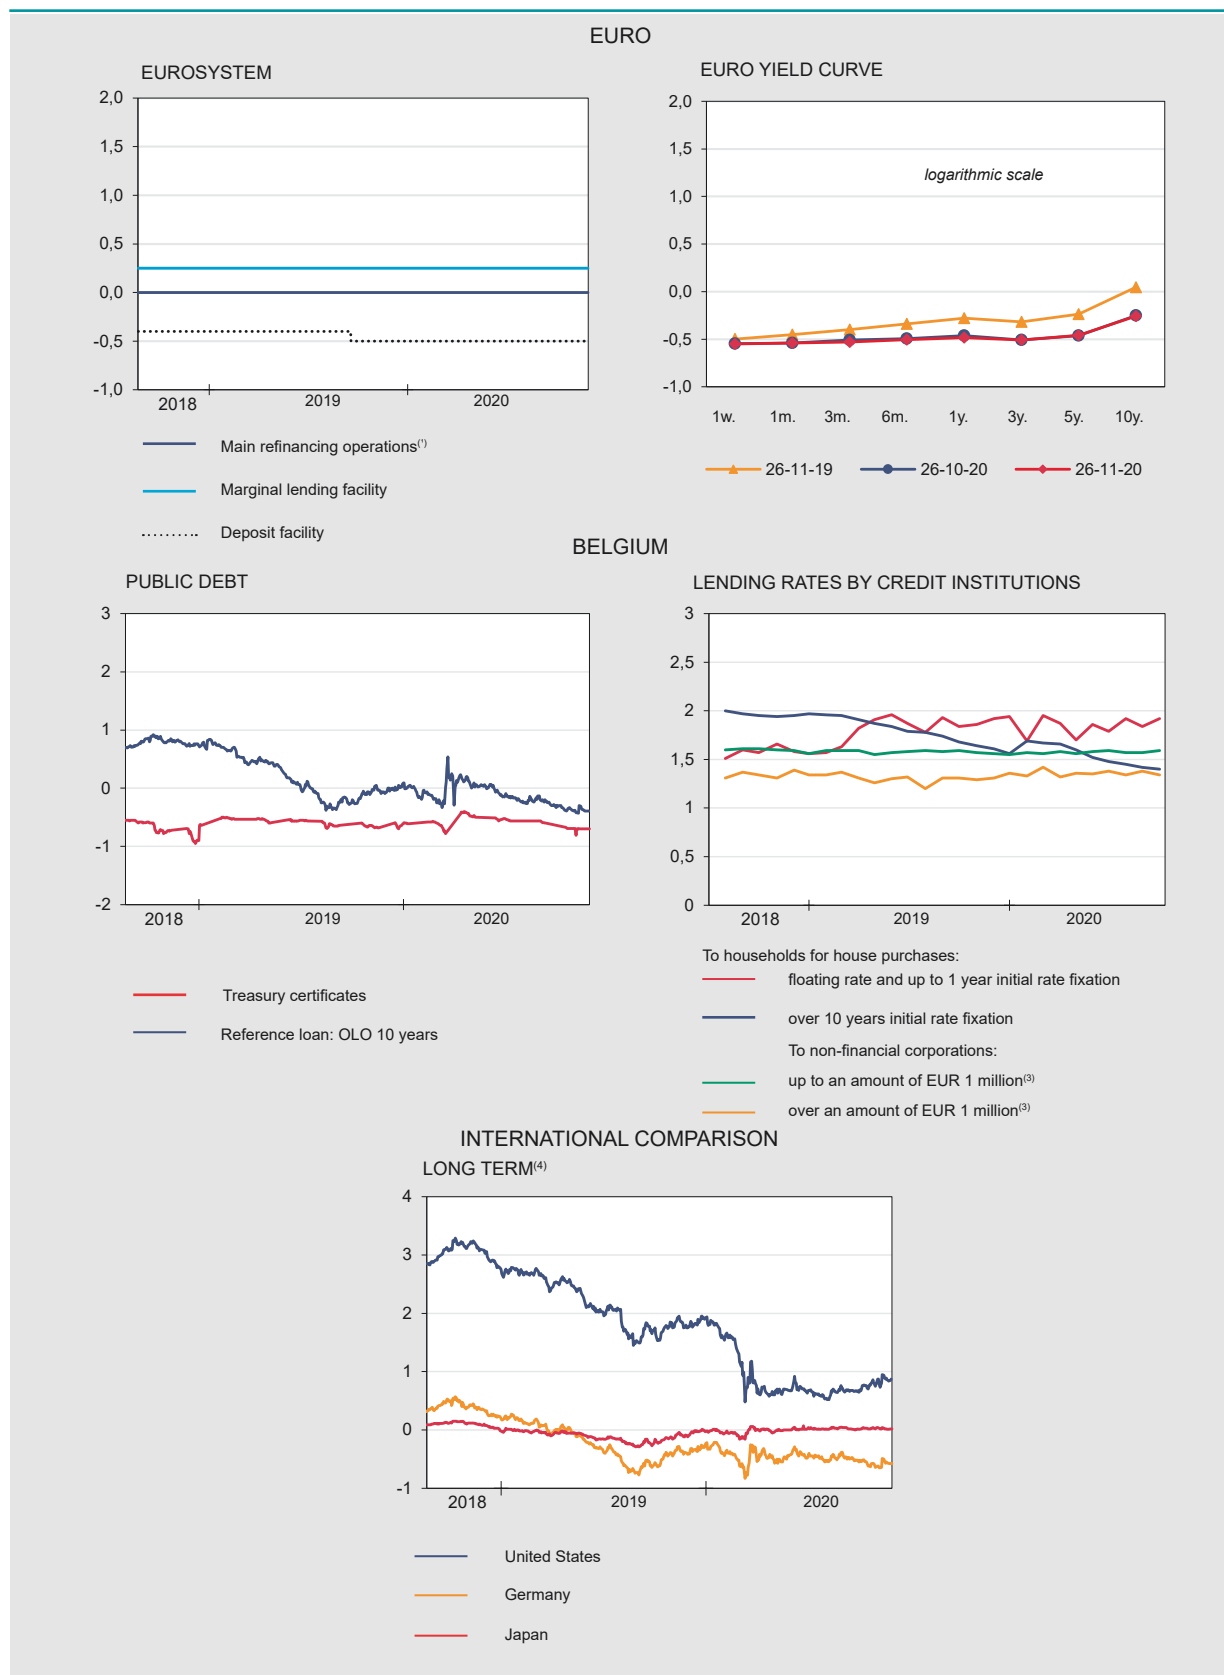 EURO
EUROSYSTEM
2,0
1,5
1,0
0,5
0,0
-0,5
-1,0
2018 2019 2020
Main refinancing operations(¹)
Marginal lending facility
Deposit facility
EURO YIELD CURVE
2,0
1,5
1,0
0,5
0,0
-0,5
-1,0
logarithmic scale
1w. 1m. 3m. 6m. 1y. 3y. 5y. 10y.
26-11-19 26-10-20 26-11-20
BELGIUM
PUBLIC DEBT
3
2
1
0
-1
-2
2018 2019 2020
Treasury certificates
Reference loan: OLO 10 years
LENDING RATES BY CREDIT INSTITUTIONS
3
2,5
2
1,5
1
0,5
0
2018 2019 2020
To households for house purchases:
floating rate and up to 1 year initial rate fixation
over 10 years initial rate fixation
To non-financial corporations:
up to an amount of EUR 1 million(3)
over an amount of EUR 1 million(3)
INTERNATIONAL COMPARISON
LONG TERM(4)
4
3
2
1
0
-1
2018 2019 2020
United States
Germany
Japan